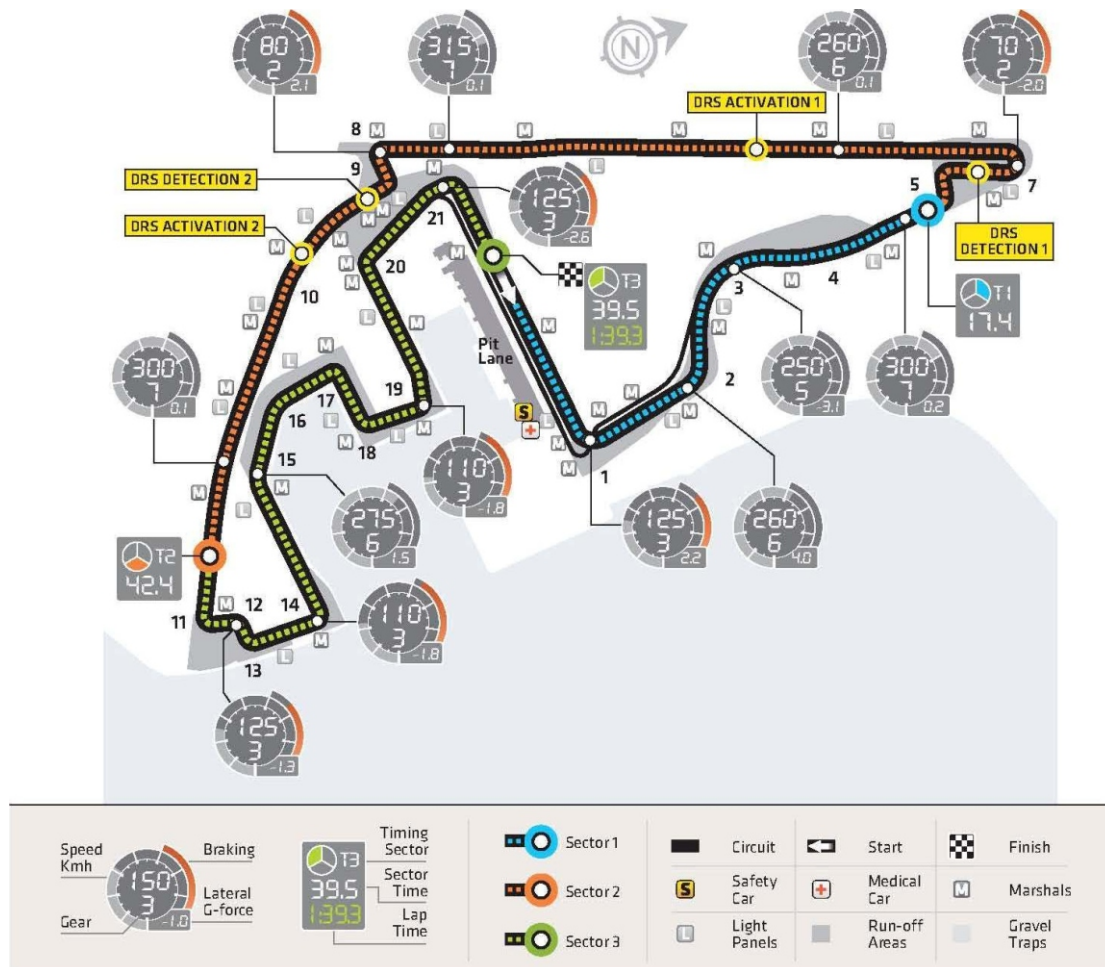 80
2
2.1
315
7
0.1
N
260
6
0.1
70
2
-2.0
DRS ACTIVATION 1
8
M
L
M
M
M
L
M
9
M
L
DRS DETECTION 2
L
M
M
L
M
21
125
3
-2.6
5
M
L
7
DRS
DETECTION 1
DRS ACTIVATION 2
M
20
M
M
M
3
M
4
L
M
T3
39.5
1:39.3
T1
17.4
10
L
M
L
M
Pit
Lane
M
L
300
7
0.1
M
L
L
M
17
16
19
M
2
250
5
-3.1
300
7
0.2
S
L
M
M
L
M
18
L
M
1
M
M
15
M
L
M
110
3
-1.8
275
6
1.5
125
3
2.2
260
6
4.0
T2
42.4
11
M
12
14
M
110
3
-1.8
13
L
125
3
-1.3
Speed
Kmh
Braking
150
3
-1.0
Gear
Lateral
G-force
T3
39.5
1:39.3
Timing
Sector
Sector
Time
Lap
Time
Sector 1
Sector 2
Sector 3
Circuit
Start
Finish
S
Safety
Car
Medical
Car
M
Marshals
L
Light
Panels
Run-off
Areas
Gravel
Traps